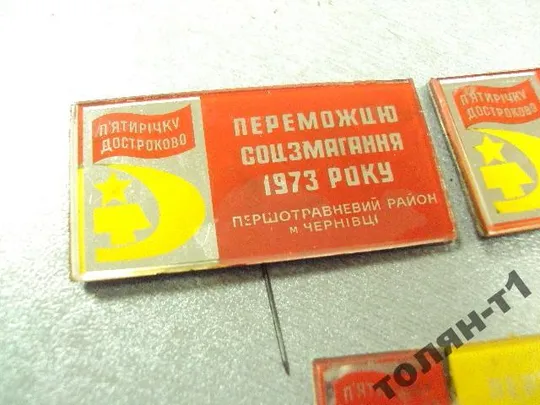 П'ЯТИРІЧКУ
ДОСТРОКОВО
ПЕРЕМОЖЦЮ
СОЦЗМАГАННЯ
1973 РОКУ
ПЕРШОТРАВНЕВИЙ РАЙОН
М ЧЕРНІВЦІ
П'ЯТИРІЧКУ
ДОСТРОКОВО
ТОЛЯН-Т1